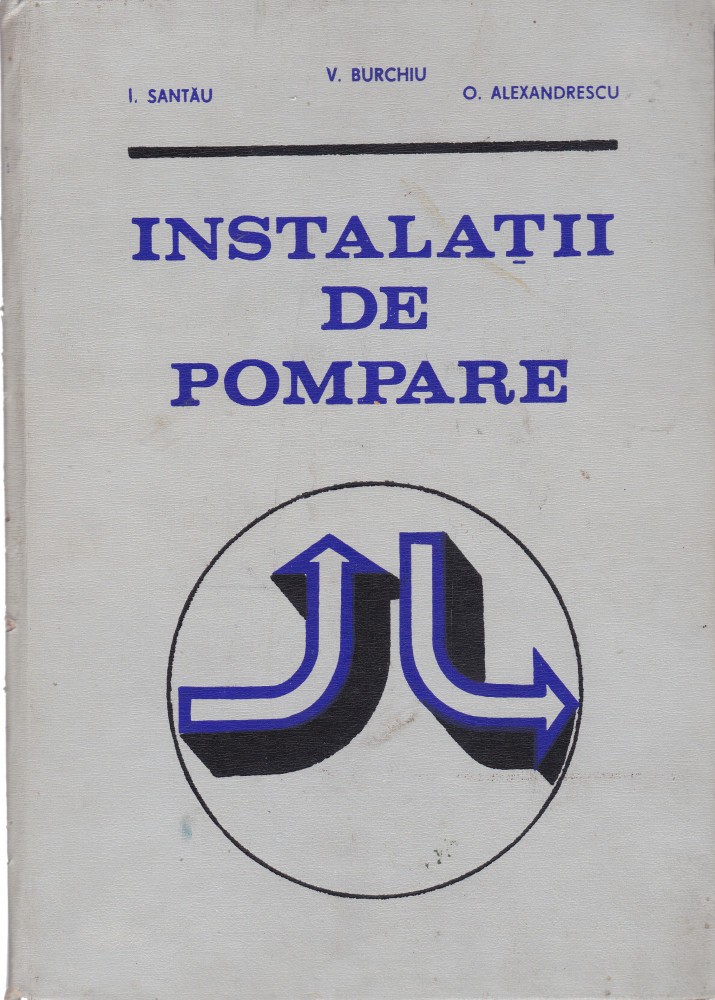 V. BURCHIU
I. SANTĂU O. ALEXANDRESCU
INSTALAȚII
DE
POMPARE